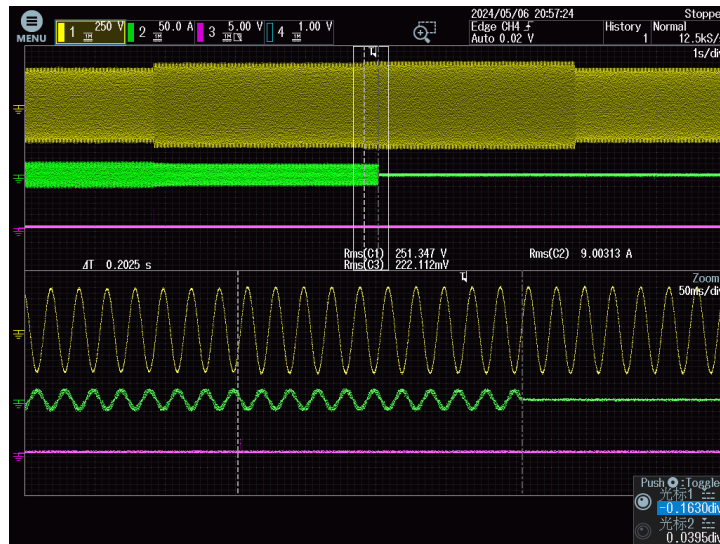 2024/05/06 20:57:24
Stoppe
MENU
1 250 V
2 50.0 A
3 5.00 V
4 1.00 V
Edge CH4
Auto 0.02 V
History
1
Normal
12.5kS/
1s/div
Rms(C1) 251.347 V
Rms(C2) 9.00313 A
Rms(C3) 222.112mV
ΔT 0.2025 s
Zoom
50ms/div
Push :Toggle
光标1
-0.1630div
光标2
0.0395div